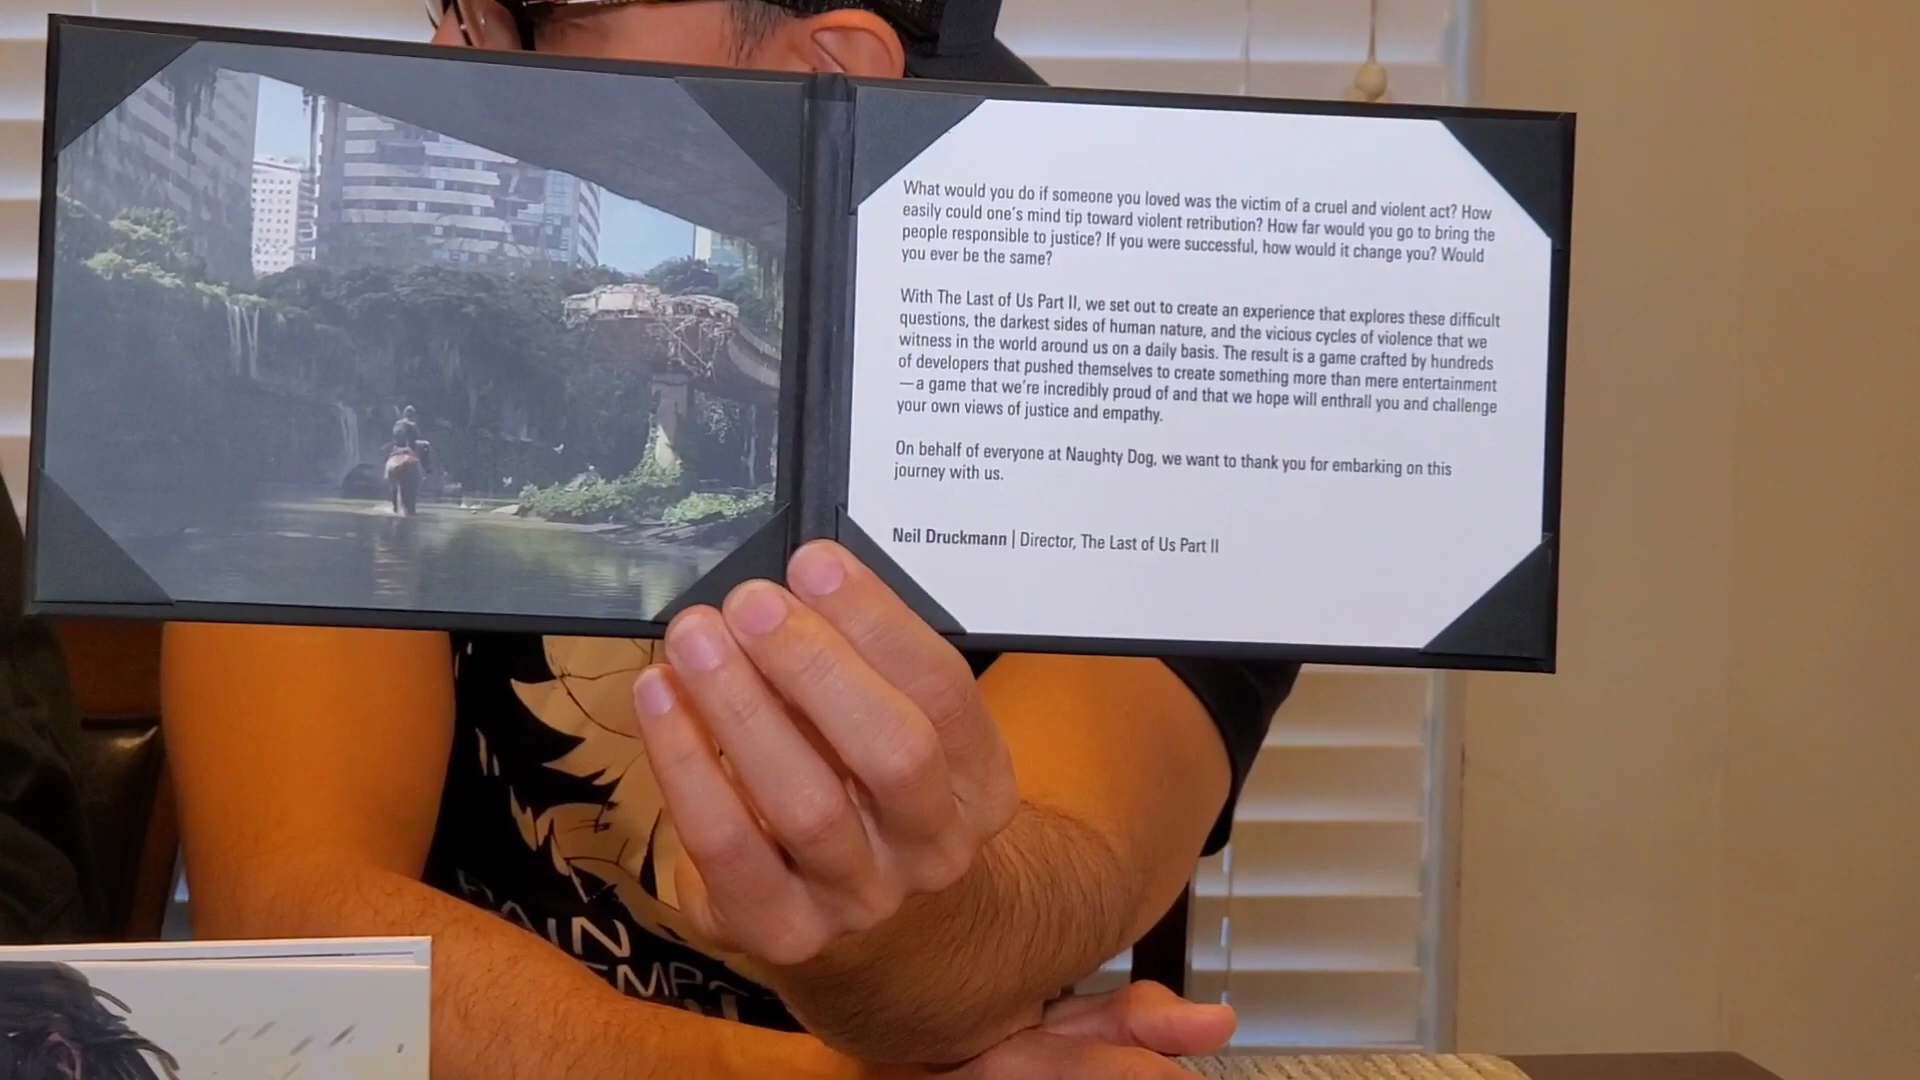 What would you do if someone you loved was the victim of a cruel and violent act? How
easily could one's mind tip toward violent retribution? How far would you go to bring the
people responsible to justice? If you were successful, how would it change you? Would
you ever be the same?
With The Last of Us Part II, we set out to create an experience that explores these difficult
questions, the darkest sides of human nature, and the vicious cycles of violence that we
witness in the world around us on a daily basis. The result is a game crafted by hundreds
of developers that pushed themselves to create something more than mere entertainment
—a game that we're incredibly proud of and that we hope will enthrall you and challenge
your own views of justice and empathy.
On behalf of everyone at Naughty Dog, we want to thank you for embarking on this
journey with us.
Neil Druckmann | Director, The Last of Us Part II